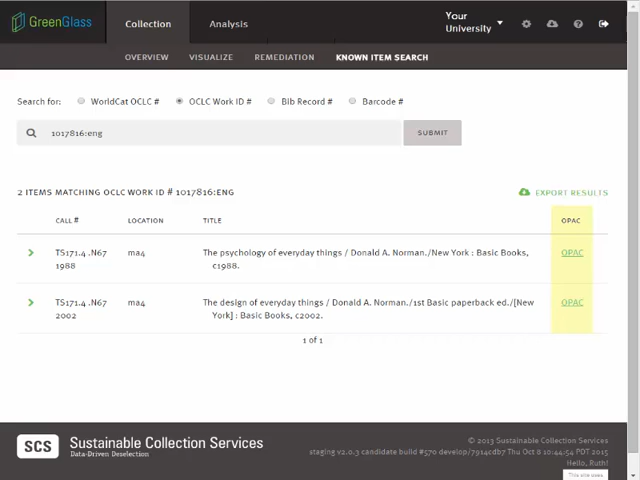 GreenGlass
Collection
Analysis
Your
University
OVERVIEW
VISUALIZE
REMEDIATION
KNOWN ITEM SEARCH
Search for:
WorldCat OCLC #
OCLC Work ID #
Bib Record #
Barcode #
1017816:eng
SUBMIT
2 ITEMS MATCHING OCLC WORK ID # 1017816:ENG
EXPORT RESULTS
CALL #
LOCATION
TITLE
OPAC
TS171.4 .N67
1988
ma4
The psychology of everyday things / Donald A. Norman./New York : Basic Books,
c1988.
OPAC
TS171.4 .N67
2002
ma4
The design of everyday things / Donald A. Norman./1st Basic paperback ed./[New
York] : Basic Books, c2002.
OPAC
1 of 1
SCS
Sustainable Collection Services
Data-Driven Deselection
© 2013 Sustainable Collection Services
staging v2.0.3 candidate build #570 develop/7914cdb7 Thu Oct 8 10:44:54 PDT 2015
Hello, Ruth!
This site uses